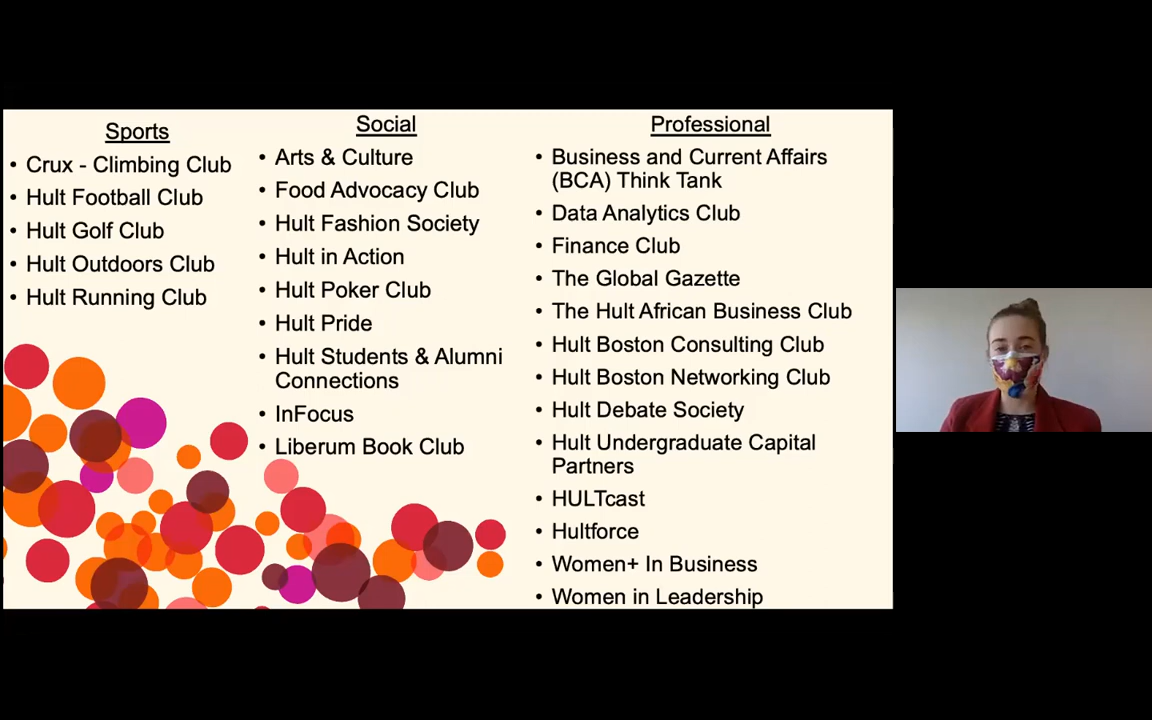 Sports
• Crux - Climbing Club
• Hult Football Club
• Hult Golf Club
• Hult Outdoors Club
• Hult Running Club
Social
• Arts & Culture
• Food Advocacy Club
• Hult Fashion Society
• Hult in Action
• Hult Poker Club
• Hult Pride
• Hult Students & Alumni
Connections
• InFocus
• Liberum Book Club
Professional
• Business and Current Affairs
(BCA) Think Tank
• Data Analytics Club
• Finance Club
• The Global Gazette
• The Hult African Business Club
• Hult Boston Consulting Club
• Hult Boston Networking Club
• Hult Debate Society
• Hult Undergraduate Capital
Partners
• HULTcast
• Hultforce
• Women+ In Business
• Women in Leadership